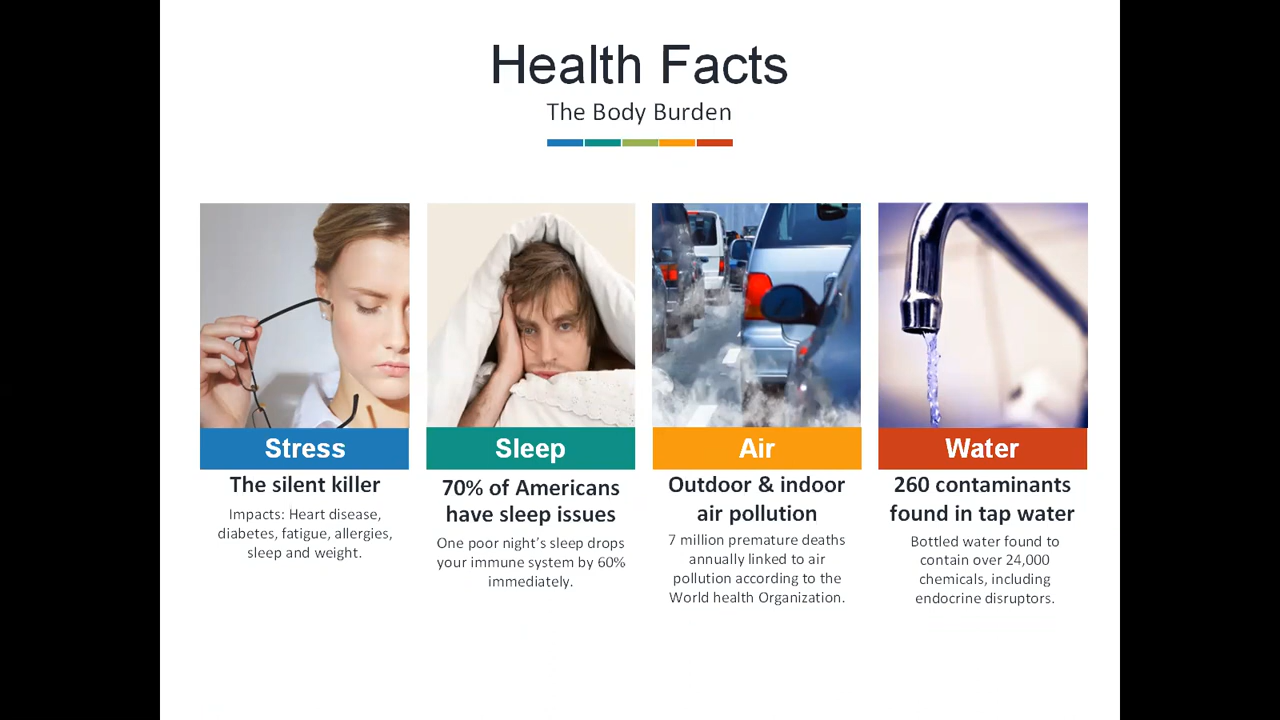 Health Facts
The Body Burden
Stress
The silent killer
Impacts: Heart disease,
diabetes, fatigue, allergies,
sleep and weight.
Sleep
70% of Americans
have sleep issues
One poor night’s sleep drops
your immune system by 60%
immediately.
Air
Outdoor & indoor
air pollution
7 million premature deaths
annually linked to air
pollution according to the
World health Organization.
Water
260 contaminants
found in tap water
Bottled water found to
contain over 24,000
chemicals, including
endocrine disruptors.